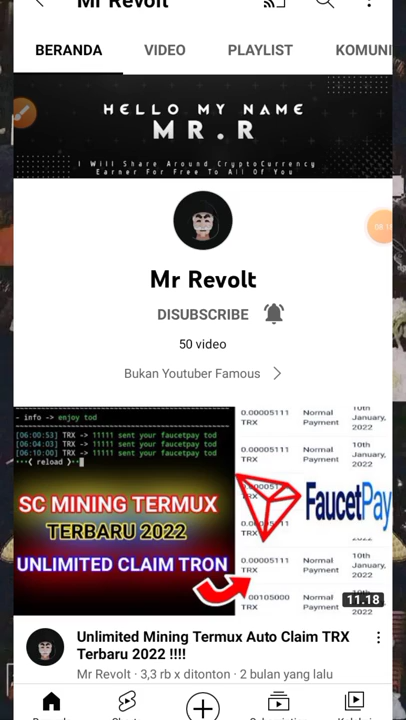 Mr Revolt
BERANDA VIDEO PLAYLIST KOMUNI
HELLO MY NAME
MR.R
I Will Share Around CryptoCurrency
Earner For Free To All Of You
Mr Revolt
DISUBSCRIBE
50 video
Bukan Youtuber Famous
- info -> enjoy tod
[06:00:53] TRX -> 11111 sent your faucetpay tod
[06:04:03] TRX -> 11111 sent your faucetpay tod
[06:10:00] TRX -> 11111 sent your faucetpay tod
( reload )
SC MINING TERMUX
TERBARU 2022
UNLIMITED CLAIM TRON
10th
January,
2022
0.00005111 Normal
TRX Payment
10th
January,
2022
FaucetPay
0.00005111 Normal
TRX Payment
10th
January,
2022
00105000 Normal
TRX Payment
11.18
Unlimited Mining Termux Auto Claim TRX
Terbaru 2022 !!!!
Mr Revolt · 3,3 rb x ditonton · 2 bulan yang lalu